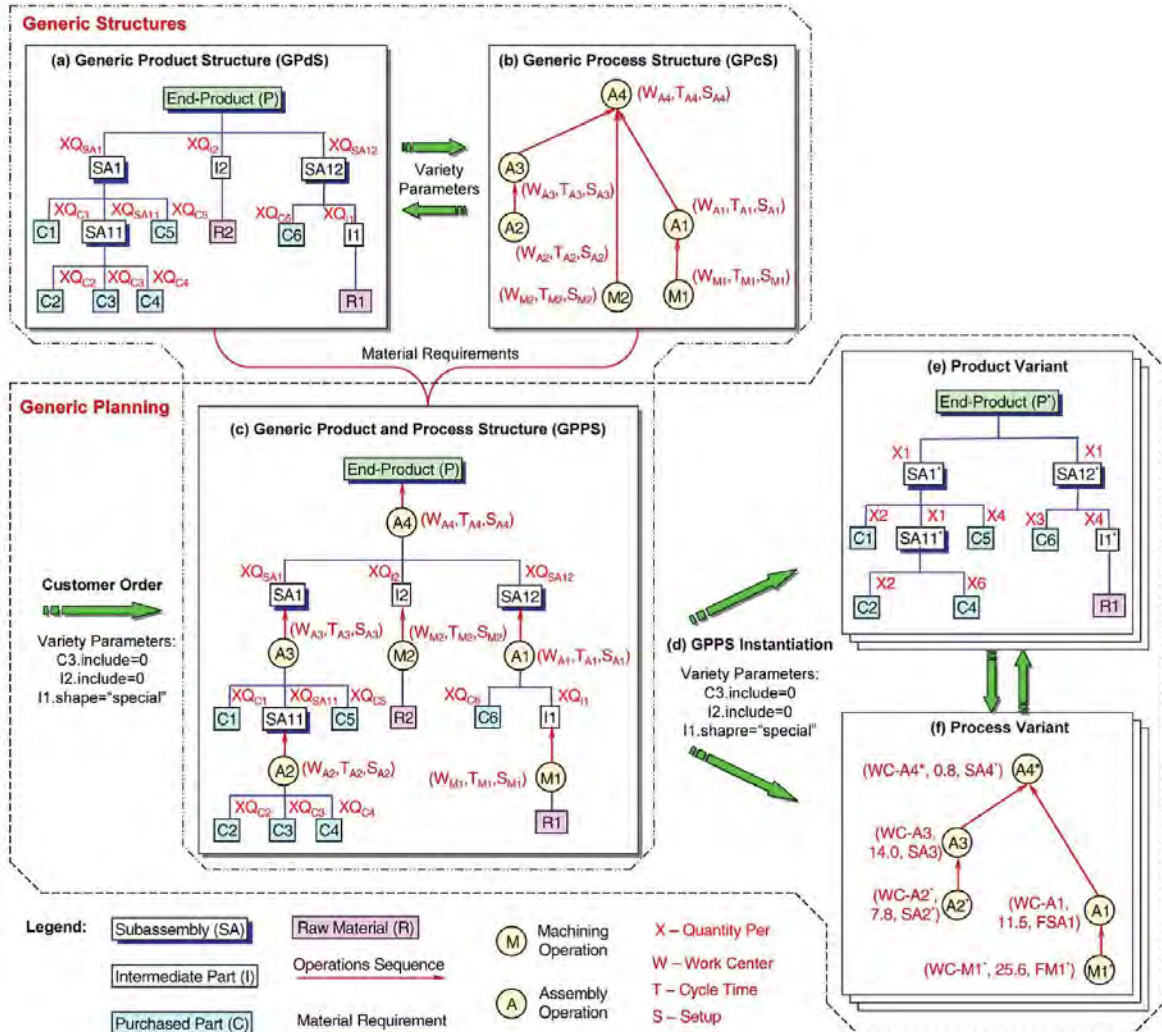 Generic Structures
(a) Generic Product Structure (GPdS)
End-Product (P)
XQSA1
XQI2
XQSA12
SA1
I2
SA12
XQC1
XQSA11
XQC5
XQC5
XQI1
C1
SA11
C5
R2
C6
I1
XQC2
XQC3
XQC4
C2
C3
C4
R1
Variety
Parameters
(b) Generic Process Structure (GPcS)
A4
(WA4,TA4,SA4)
A3
(WA3,TA3,SA3)
A2
(WA2,TA2,SA2)
(WA1,TA1,SA1)
A1
(WM1,TM1,SM1)
(WM2,TM2,SM2)
M2
M1
Material Requirements
Generic Planning
(c) Generic Product and Process Structure (GPPS)
End-Product (P)
A4
(WA4,TA4,SA4)
XQSA1
XQI2
XQSA12
SA1
I2
SA12
(WA3,TA3,SA3)
(WM2,TM2,SM2)
A3
M2
A1
(WA1,TA1,SA1)
XQC1
XQSA11
XQC5
XQC6
XQI1
C1
SA11
C5
R2
C6
I1
A2
(WA2,TA2,SA2)
(WM1,TM1,SM1)
M1
XQC2
XQC3
XQC4
C2
C3
C4
R1
Customer Order
Variety Parameters:
C3.include=0
I2.include=0
I1.shape="special"
(d) GPPS Instantiation
Variety Parameters:
C3.include=0
I2.include=0
I1.shapre="special"
(e) Product Variant
End-Product (P*)
X1
X1
SA1*
SA12*
X2
X1
X4
X3
X4
C1
SA11*
C5
C6
I1*
X2
X6
C2
C4
R1
(f) Process Variant
(WC-A4*, 0.8, SA4*)
A4*
(WC-A3,
14.0, SA3)
A3
(WC-A2*,
7.8, SA2*)
A2*
(WC-A1,
11.5, FSA1)
A1
(WC-M1*, 25.6, FM1*)
M1*
Legend:
Subassembly (SA)
Intermediate Part (I)
Purchased Part (C)
Raw Material (R)
Operations Sequence
Material Requirement
M
Machining
Operation
A
Assembly
Operation
X – Quantity Per
W – Work Center
T – Cycle Time
S – Setup